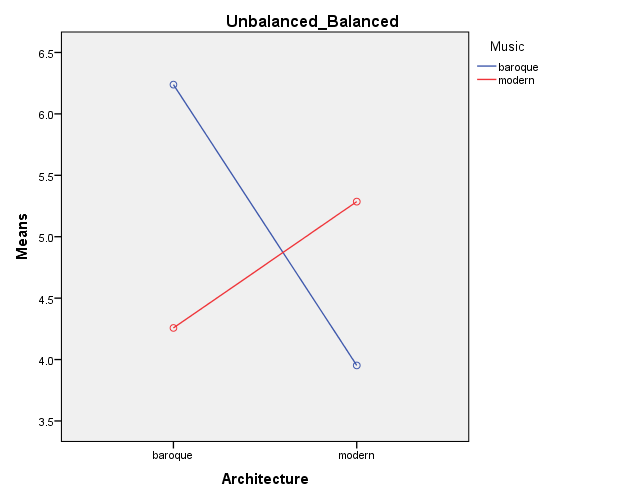 Unbalanced_Balanced
Music
baroque
modern
Means
6.5
6.0
5.5
5.0
4.5
4.0
3.5
baroque modern
Architecture